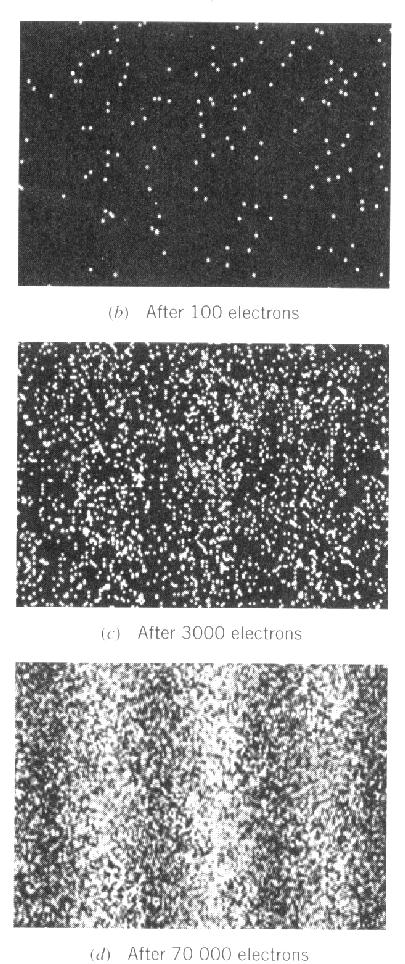 (b) After 100 electrons
(c) After 3000 electrons
(d) After 70 000 electrons